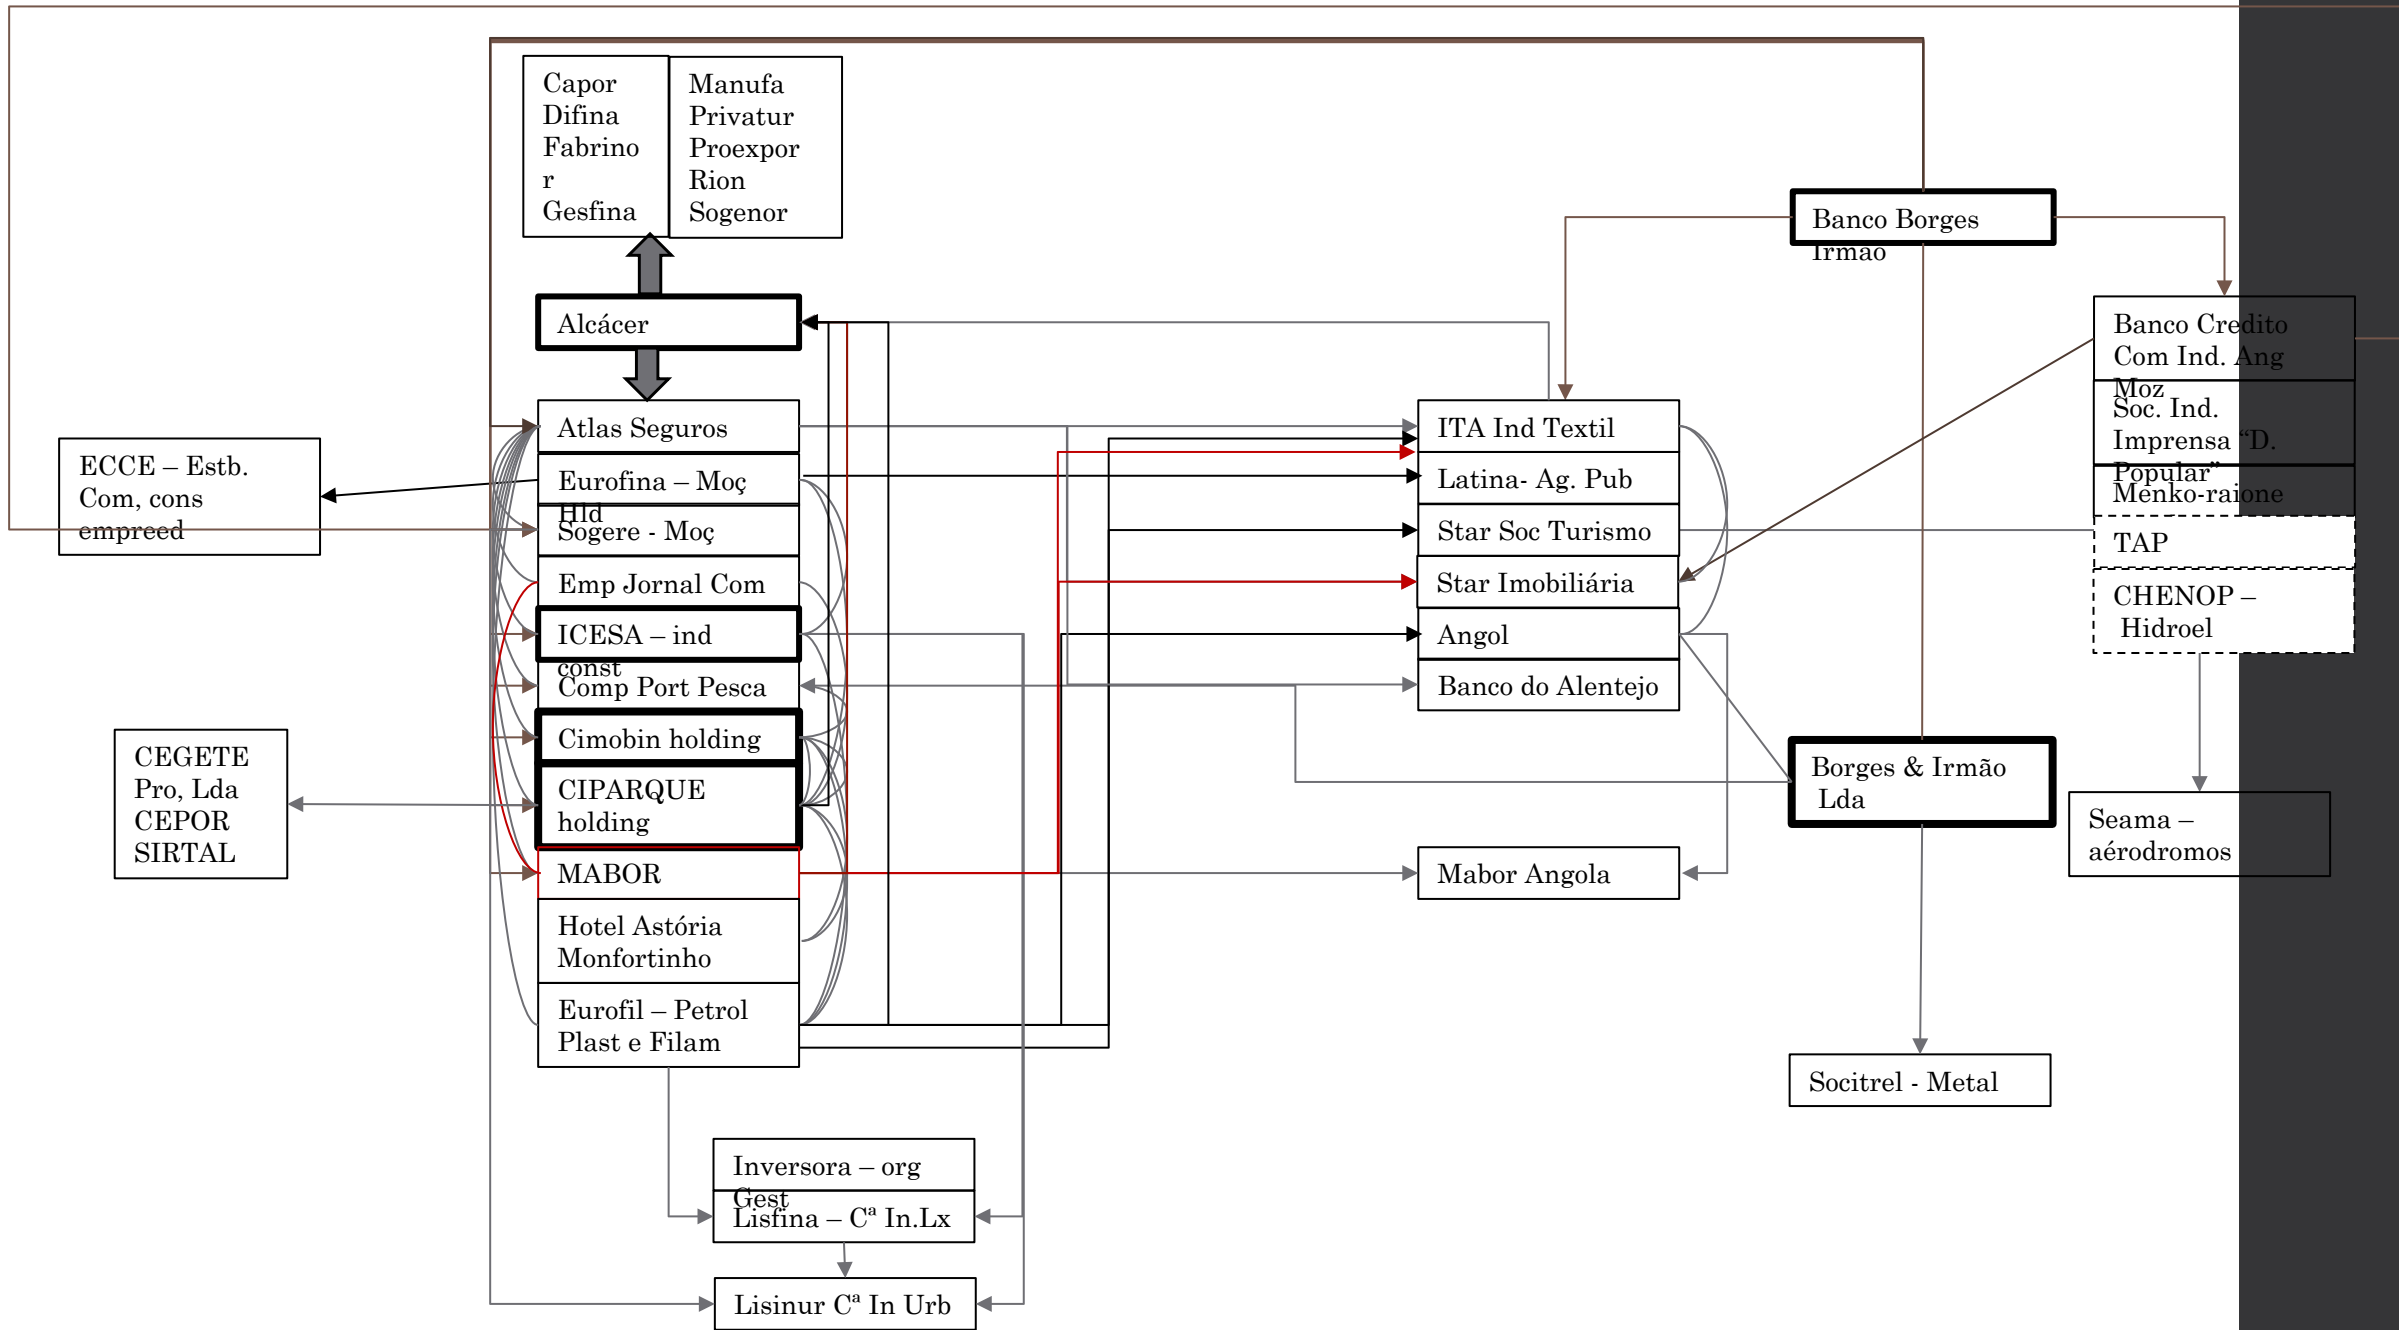 Capor
Difina
Fabrino
r
Gesfina
Manufa
Privatur
Proexpor
Rion
Sogenor
Banco Borges
Irmão
Alcácer
Banco Credito
Com Ind. Ang
Moz
Soc. Ind.
Imprensa “D.
Popular”
Menko-raione
TAP
CHENOP –
Hidroel
ECCE – Estb.
Com, cons
empreed
Atlas Seguros
Eurofina – Moç
Hld
Sogere - Moç
Emp Jornal Com
ICESA – ind
const
Comp Port Pesca
Cimobin holding
CIPARQUE
holding
MABOR
Hotel Astória
Monfortinho
Eurofil – Petrol
Plast e Filam
ITA Ind Textil
Latina- Ag. Pub
Star Soc Turismo
Star Imobiliária
Angol
Banco do Alentejo
CEGETE
Pro, Lda
CEPOR
SIRTAL
Borges & Irmão
Lda
Seama –
aérodromos
Mabor Angola
Socitrel - Metal
Inversora – org
Gest
Lisfina – Cª In.Lx
Lisinur Cª In Urb